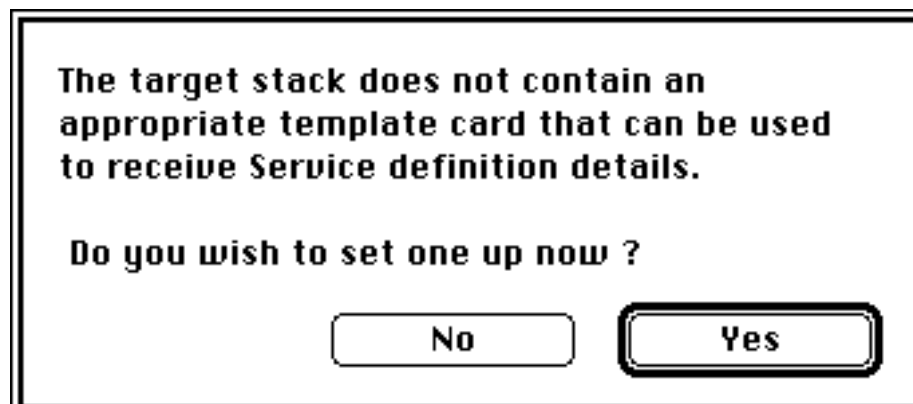 The target stack does not contain an
appropriate template card that can be used
to receive Service definition details.
Do you wish to set one up now ?
No
Yes